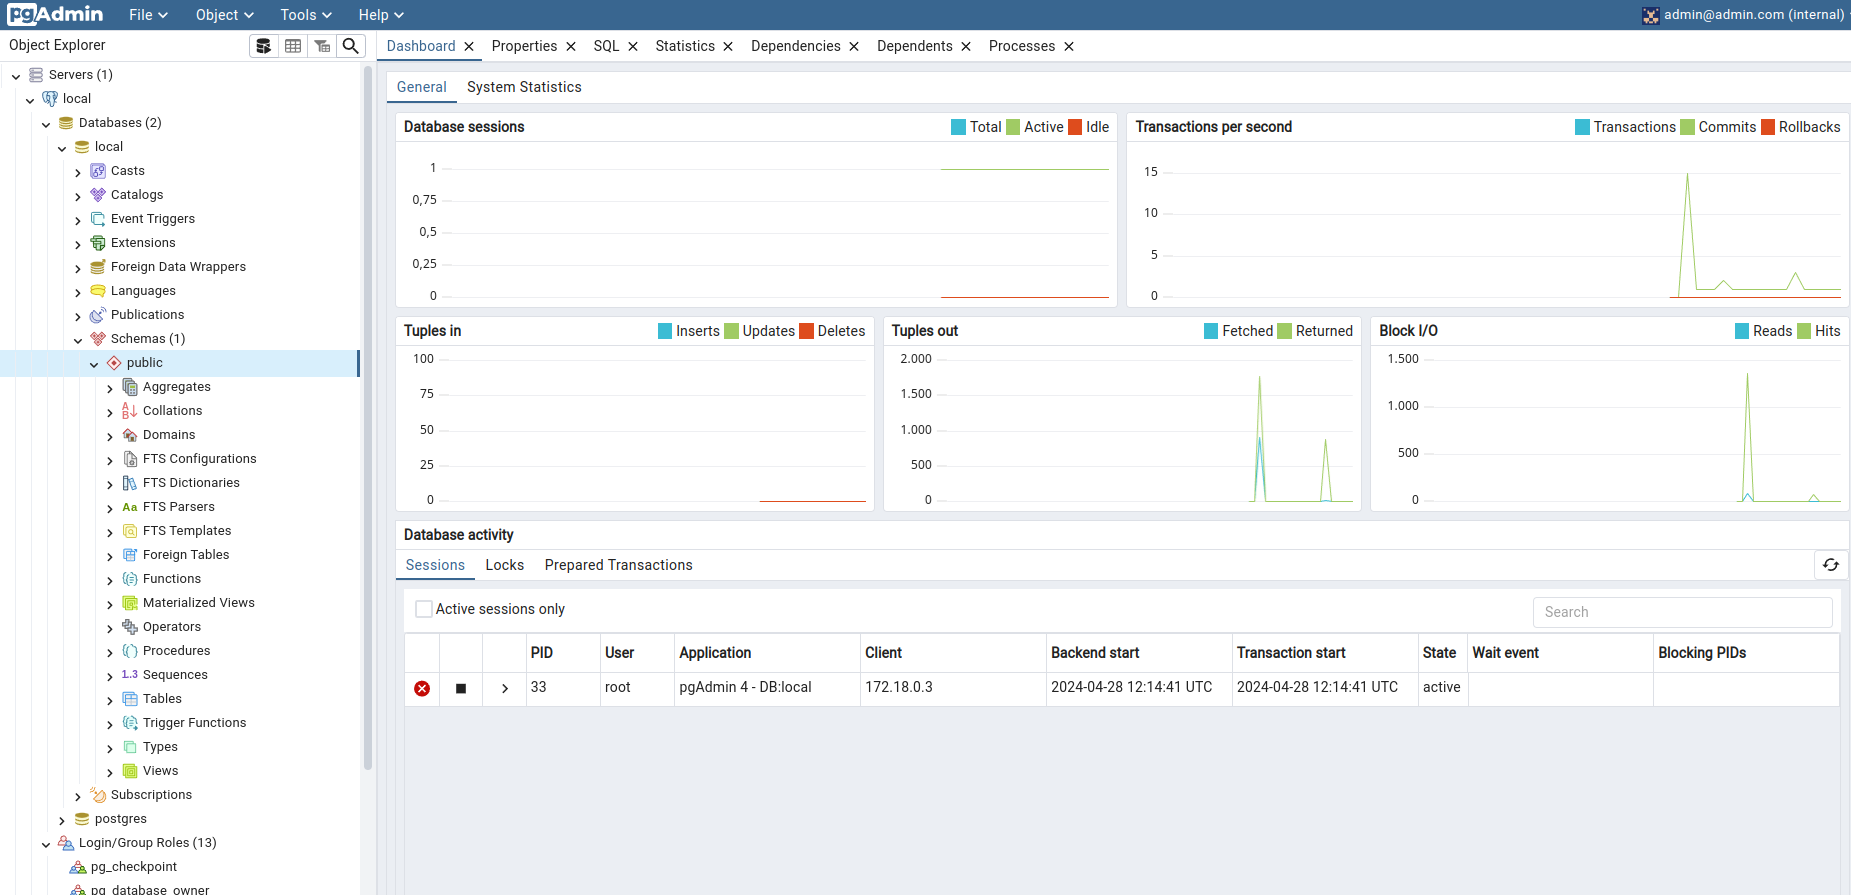 pgAdmin File Object Tools Help admin@admin.com (internal)
Object Explorer
Servers (1)
local
Databases (2)
local
Casts
Catalogs
Event Triggers
Extensions
Foreign Data Wrappers
Languages
Publications
Schemas (1)
public
Aggregates
Collations
Domains
FTS Configurations
FTS Dictionaries
Aa FTS Parsers
FTS Templates
Foreign Tables
Functions
Materialized Views
Operators
Procedures
1..3 Sequences
Tables
Trigger Functions
Types
Views
Subscriptions
postgres
Login/Group Roles (13)
pg_checkpoint
pg_database_owner
Dashboard Properties SQL Statistics Dependencies Dependents Processes
General System Statistics
Database sessions Total Active Idle
1
0,75
0,5
0,25
0
Transactions per second Transactions Commits Rollbacks
15
10
5
0
Tuples in Inserts Updates Deletes
100
75
50
25
0
Tuples out Fetched Returned
2.000
1.500
1.000
500
0
Block I/O Reads Hits
1.500
1.000
500
0
Database activity
Sessions Locks Prepared Transactions
Active sessions only Search
PID User Application Client Backend start Transaction start State Wait event Blocking PIDs
33 root pgAdmin 4 - DB:local 172.18.0.3 2024-04-28 12:14:41 UTC 2024-04-28 12:14:41 UTC active